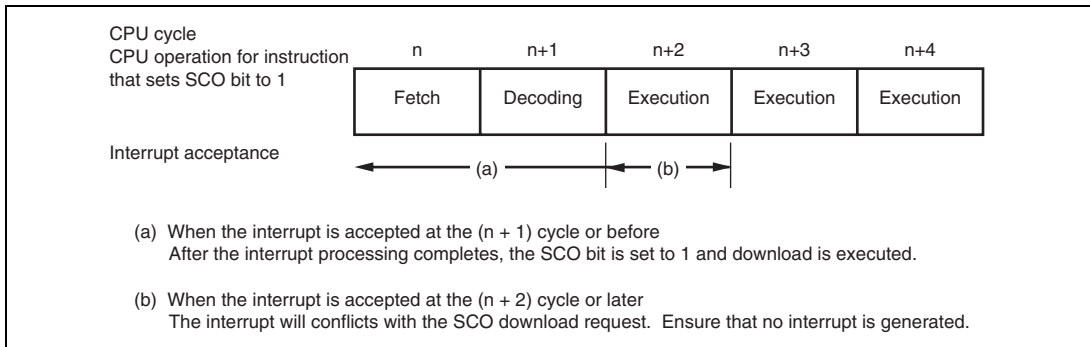 CPU cycle
CPU operation for instruction
that sets SCO bit to 1
n n+1 n+2 n+3 n+4
Fetch Decoding Execution Execution Execution
Interrupt acceptance
(a) (b)
(a) When the interrupt is accepted at the (n + 1) cycle or before
After the interrupt processing completes, the SCO bit is set to 1 and download is executed.
(b) When the interrupt is accepted at the (n + 2) cycle or later
The interrupt will conflicts with the SCO download request. Ensure that no interrupt is generated.